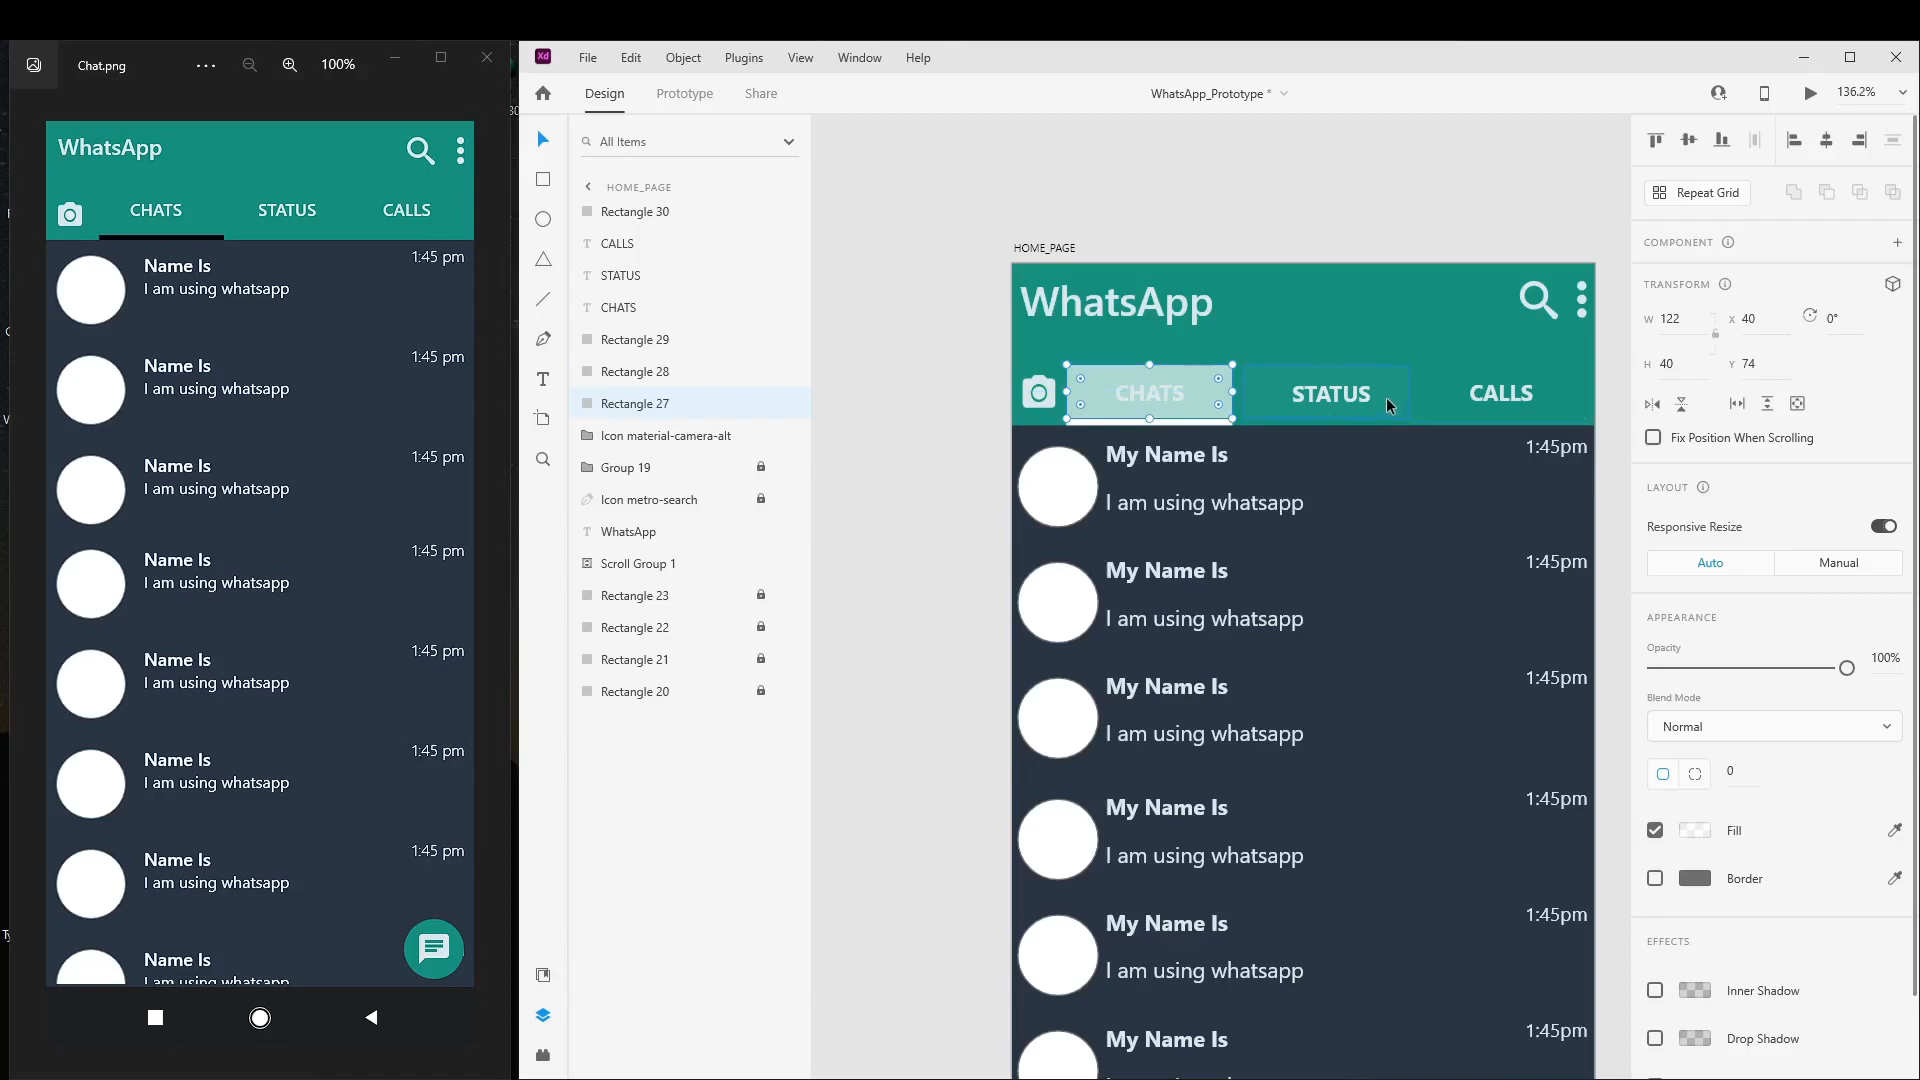 Chat.png
100%
WhatsApp
CHATS STATUS CALLS
Name Is 1:45 pm
I am using whatsapp
Name Is 1:45 pm
I am using whatsapp
Name Is 1:45 pm
I am using whatsapp
Name Is 1:45 pm
I am using whatsapp
Name Is 1:45 pm
I am using whatsapp
Name Is 1:45 pm
I am using whatsapp
Name Is 1:45 pm
I am using whatsapp
Name Is
I am using whatsapp
Xd File Edit Object Plugins View Window Help
Design Prototype Share WhatsApp_Prototype * 136.2%
All Items
HOME_PAGE
Rectangle 30
CALLS
STATUS
CHATS
Rectangle 29
Rectangle 28
Rectangle 27
Icon material-camera-alt
Group 19
Icon metro-search
WhatsApp
Scroll Group 1
Rectangle 23
Rectangle 22
Rectangle 21
Rectangle 20
HOME_PAGE
WhatsApp
CHATS STATUS CALLS
My Name Is 1:45pm
I am using whatsapp
My Name Is 1:45pm
I am using whatsapp
My Name Is 1:45pm
I am using whatsapp
My Name Is 1:45pm
I am using whatsapp
My Name Is 1:45pm
I am using whatsapp
My Name Is 1:45pm
Repeat Grid
COMPONENT
TRANSFORM
W 122 X 40 0°
H 40 Y 74
Fix Position When Scrolling
LAYOUT
Responsive Resize
Auto Manual
APPEARANCE
Opacity
100%
Blend Mode
Normal
0
Fill
Border
EFFECTS
Inner Shadow
Drop Shadow